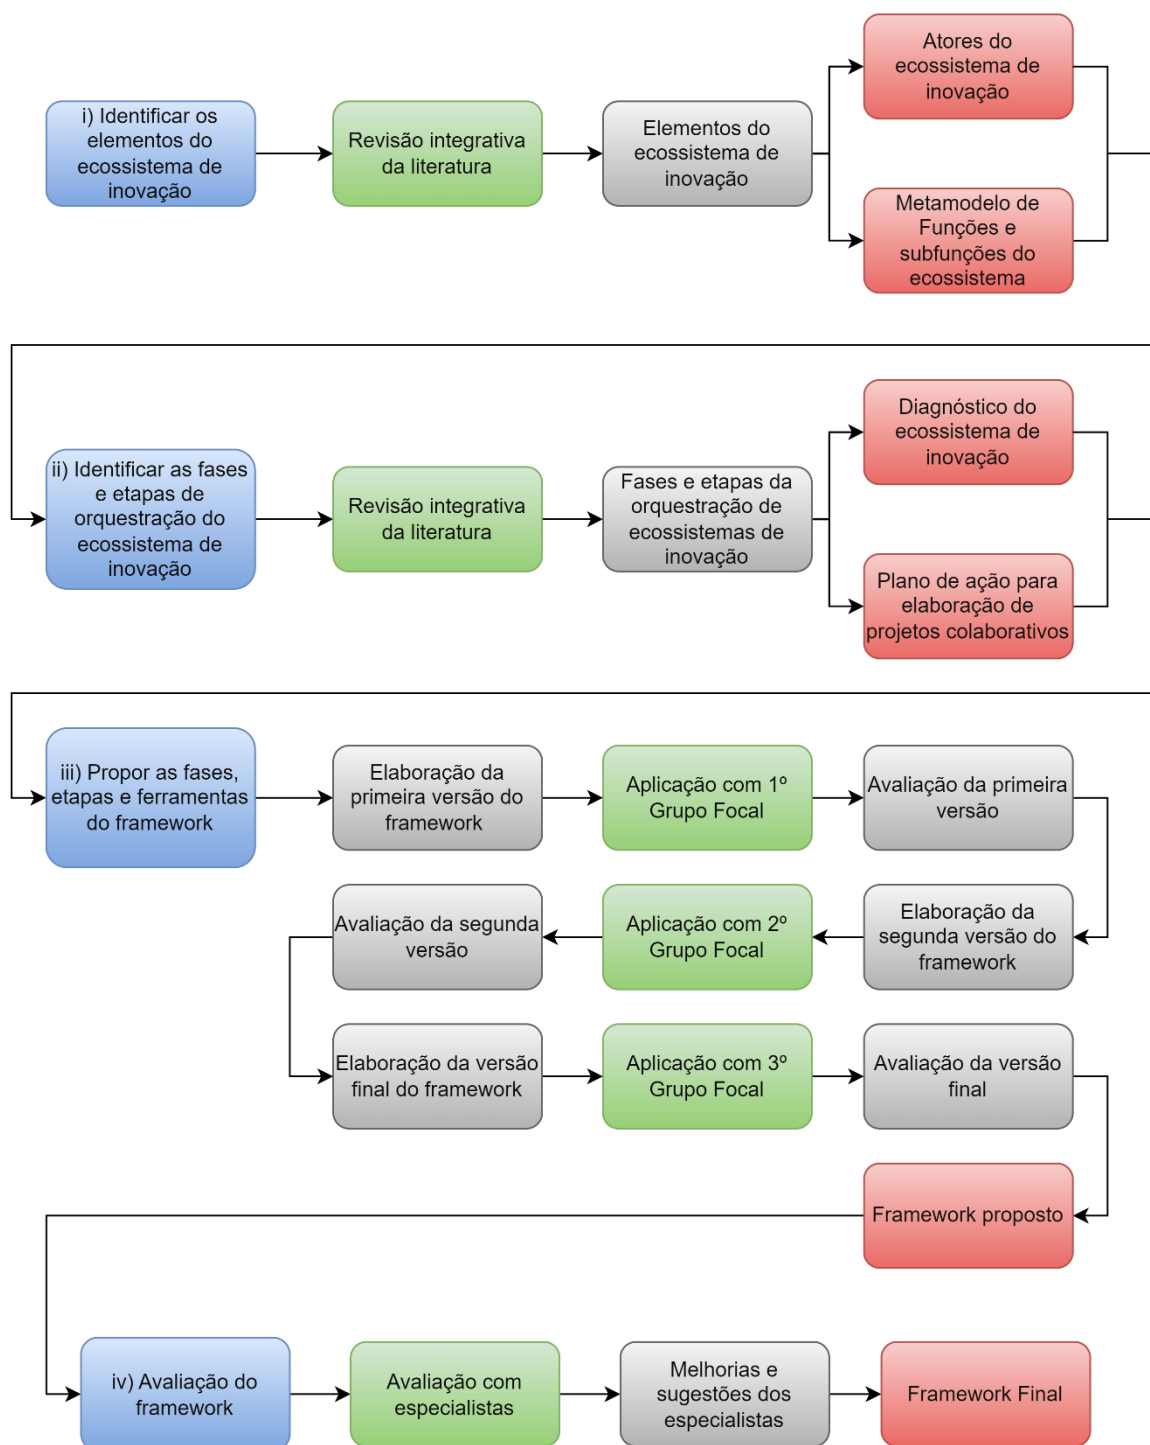 i) Identificar os
elementos do
ecossistema de
inovação
Revisão integrativa
da literatura
Elementos do
ecossistema de
inovação
Atores do
ecossistema de
inovação
Metamodelo de
Funções e
subfunções do
ecossistema
ii) Identificar as fases
e etapas de
orquestração do
ecossistema de
inovação
Revisão integrativa
da literatura
Fases e etapas da
orquestração de
ecossistemas de
inovação
Diagnóstico do
ecossistema de
inovação
Plano de ação para
elaboração de
projetos colaborativos
iii) Propor as fases,
etapas e ferramentas
do framework
Elaboração da
primeira versão do
framework
Aplicação com 1º
Grupo Focal
Avaliação da primeira
versão
Elaboração da
segunda versão do
framework
Aplicação com 2º
Grupo Focal
Avaliação da segunda
versão
Elaboração da versão
final do framework
Aplicação com 3º
Grupo Focal
Avaliação da versão
final
Framework proposto
iv) Avaliação do
framework
Avaliação com
especialistas
Melhorias e
sugestões dos
especialistas
Framework Final